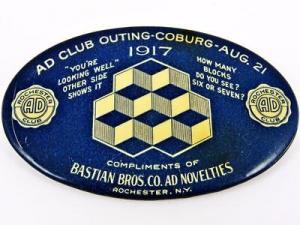 AD CLUB OUTING-COBURG-AUG. 21
1917
"YOU'RE
LOOKING WELL"
OTHER SIDE
SHOWS IT
HOW MANY
BLOCKS
DO YOU SEE?
SIX OR SEVEN?
ROCHESTER
AD
CLUB
ROCHESTER
AD
CLUB
COMPLIMENTS OF
BASTIAN BROS. CO. AD NOVELTIES
ROCHESTER, N.Y.